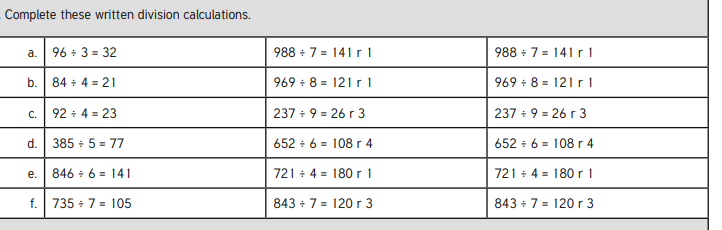 Complete these written division calculations.
a. 96 ÷ 3 = 32 988 ÷ 7 = 141 r 1 988 ÷ 7 = 141 r 1
b. 84 ÷ 4 = 21 969 ÷ 8 = 121 r 1 969 ÷ 8 = 121 r 1
c. 92 ÷ 4 = 23 237 ÷ 9 = 26 r 3 237 ÷ 9 = 26 r 3
d. 385 ÷ 5 = 77 652 ÷ 6 = 108 r 4 652 ÷ 6 = 108 r 4
e. 846 ÷ 6 = 141 721 ÷ 4 = 180 r 1 721 ÷ 4 = 180 r 1
f. 735 ÷ 7 = 105 843 ÷ 7 = 120 r 3 843 ÷ 7 = 120 r 3